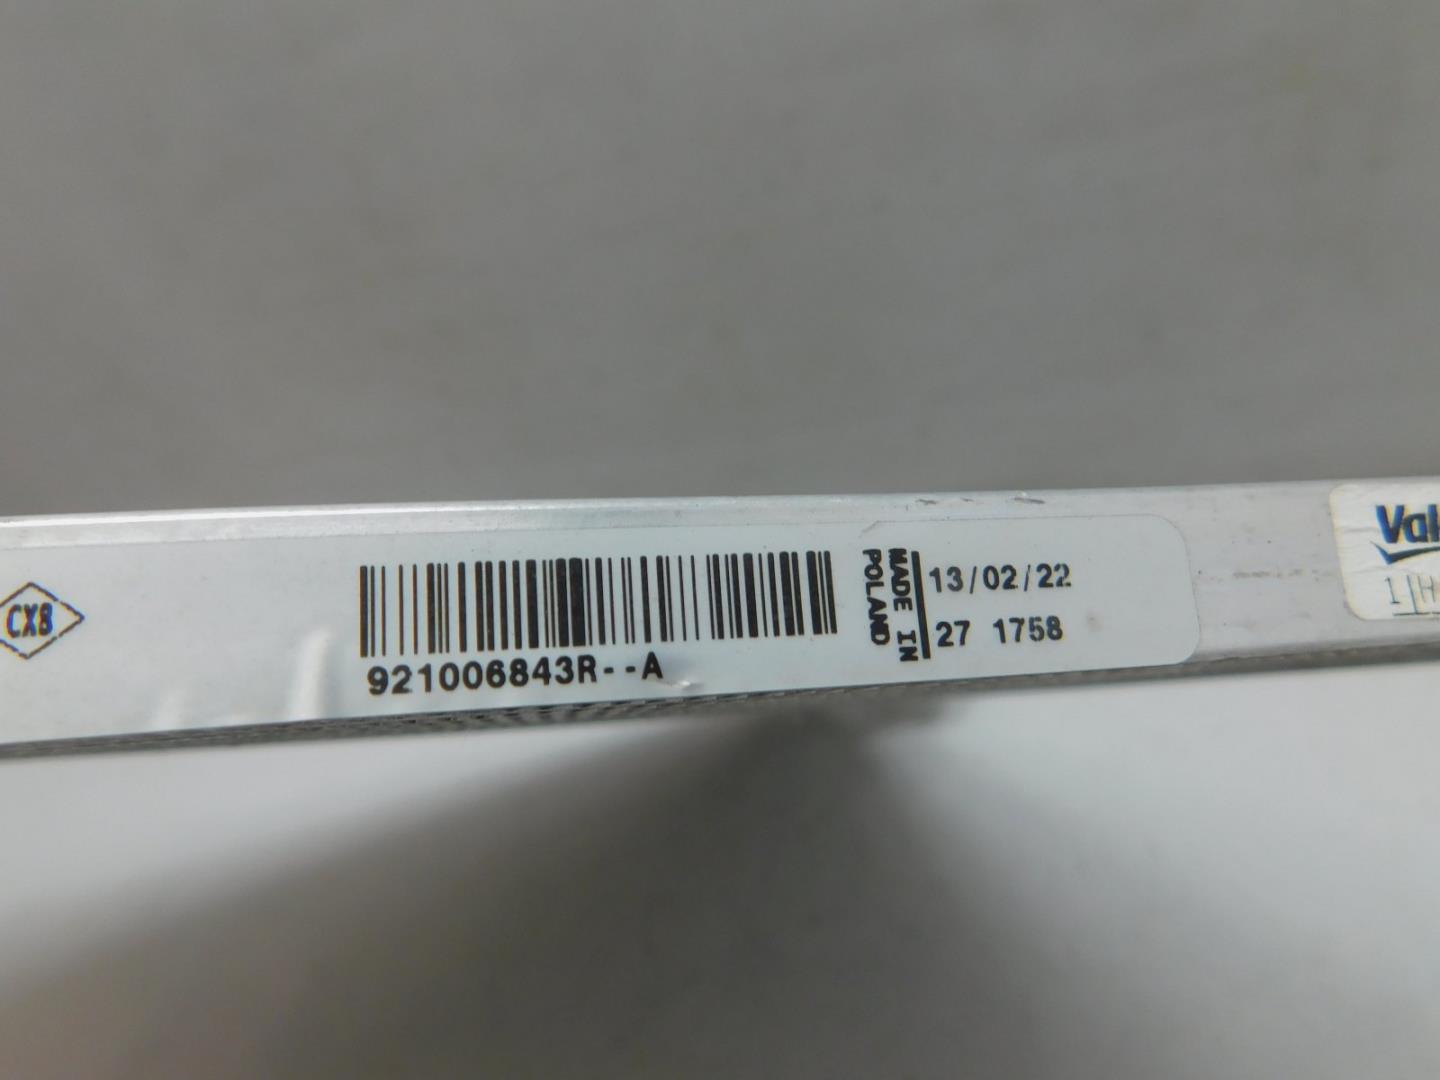 CX8
921006843R--A
MADE IN
POLAND
13/02/22
27 1758